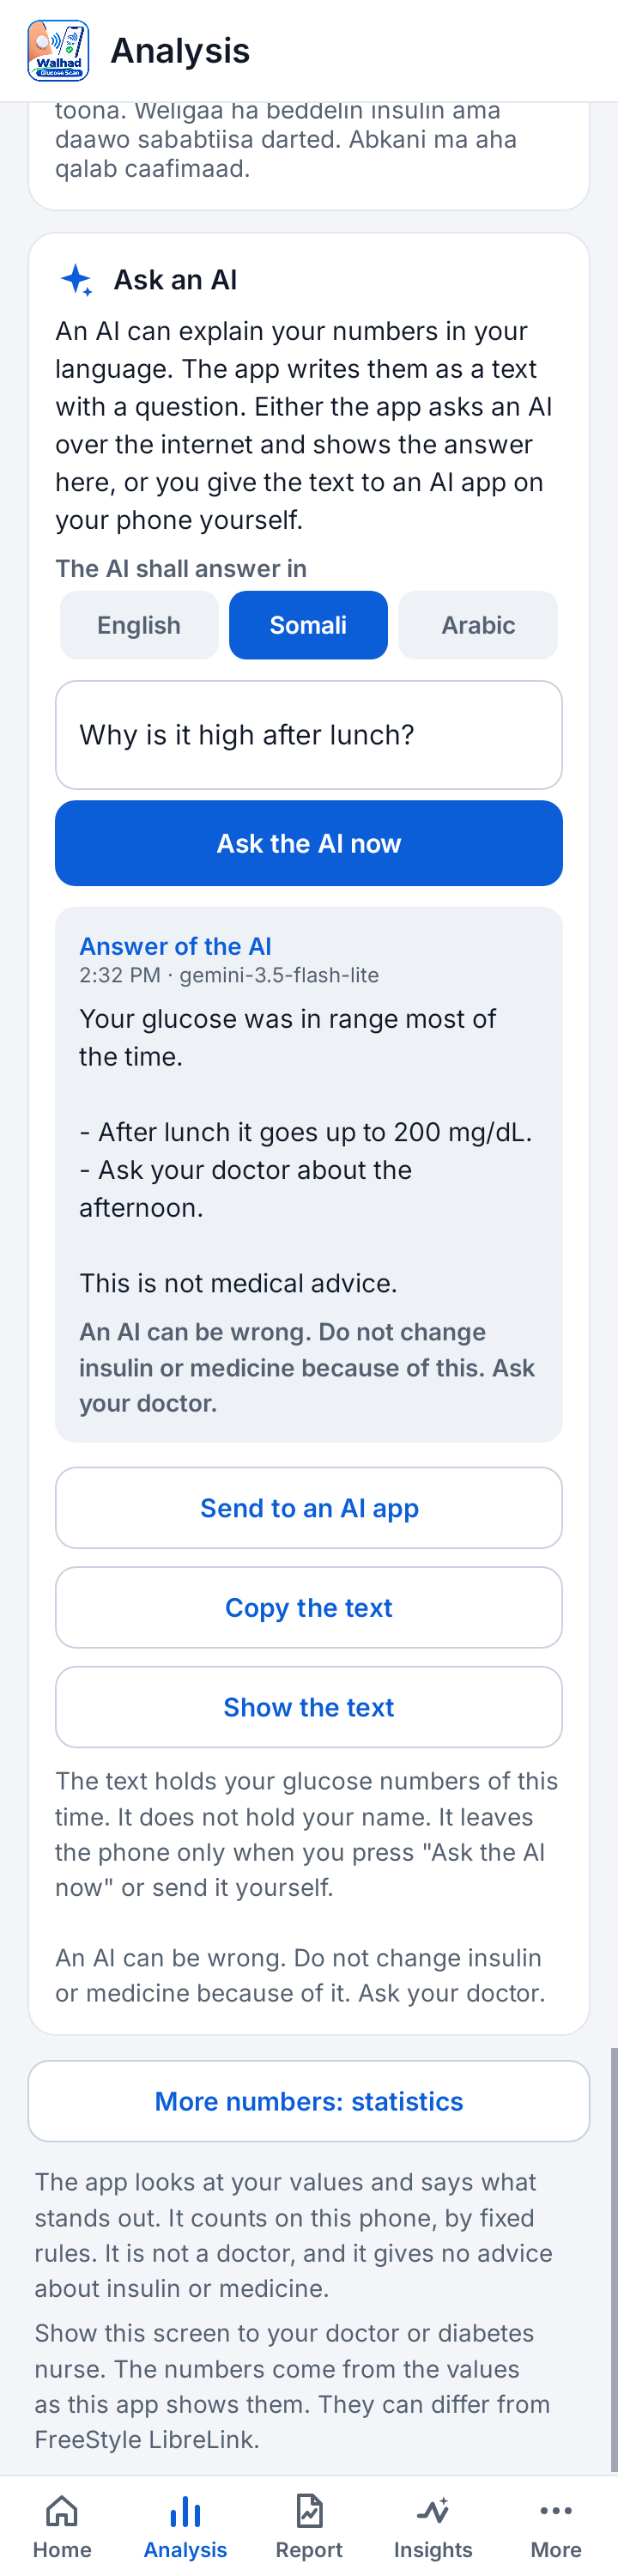 Walhad
Glucose Scan
Analysis
toona. Weligaa ha beddelin insulin ama
daawo sababtiisa darted. Abkani ma aha
qalab caafimaad.
Ask an AI
An AI can explain your numbers in your
language. The app writes them as a text
with a question. Either the app asks an AI
over the internet and shows the answer
here, or you give the text to an AI app on
your phone yourself.
The AI shall answer in
English Somali Arabic
Why is it high after lunch?
Ask the AI now
Answer of the AI
2:32 PM · gemini-3.5-flash-lite
Your glucose was in range most of
the time.
- After lunch it goes up to 200 mg/dL.
- Ask your doctor about the
afternoon.
This is not medical advice.
An AI can be wrong. Do not change
insulin or medicine because of this. Ask
your doctor.
Send to an AI app
Copy the text
Show the text
The text holds your glucose numbers of this
time. It does not hold your name. It leaves
the phone only when you press "Ask the AI
now" or send it yourself.
An AI can be wrong. Do not change insulin
or medicine because of it. Ask your doctor.
More numbers: statistics
The app looks at your values and says what
stands out. It counts on this phone, by fixed
rules. It is not a doctor, and it gives no advice
about insulin or medicine.
Show this screen to your doctor or diabetes
nurse. The numbers come from the values
as this app shows them. They can differ from
FreeStyle LibreLink.
Home Analysis Report Insights More